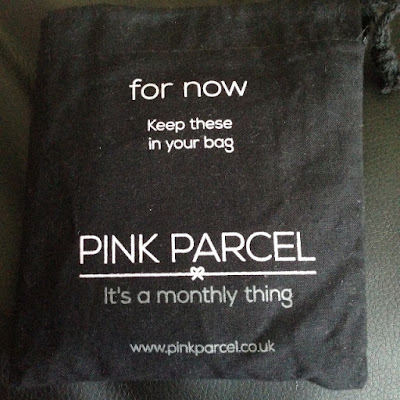 for now
Keep these
in your bag
PINK PARCEL
It's a monthly thing
www.pinkparcel.co.uk